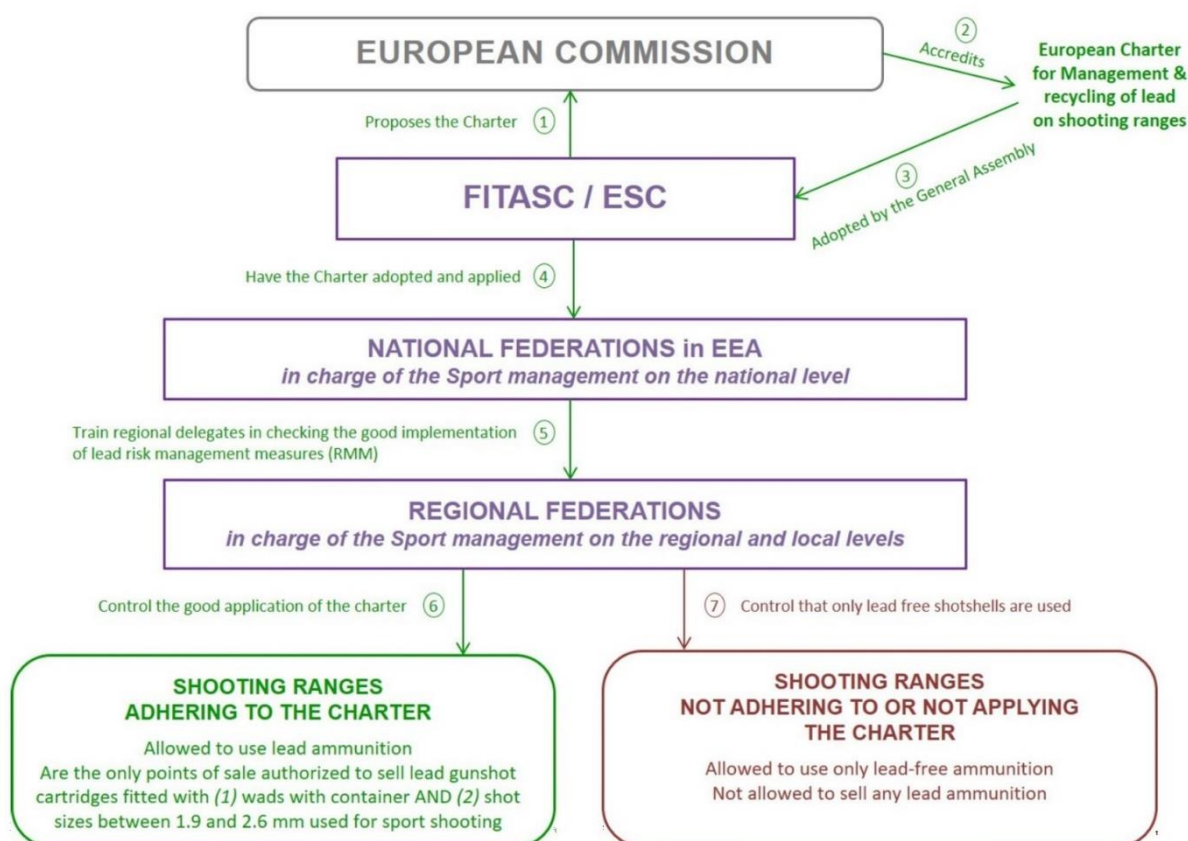 EUROPEAN COMMISSION
2
Accredits
European Charter
for Management &
recycling of lead
on shooting ranges
Proposes the Charter 1
3
Adopted by the General Assembly
FITASC / ESC
Have the Charter adopted and applied 4
NATIONAL FEDERATIONS in EEA
in charge of the Sport management on the national level
Train regional delegates in checking the good implementation 5
of lead risk management measures (RMM)
REGIONAL FEDERATIONS
in charge of the Sport management on the regional and local levels
Control the good application of the charter 6
7 Control that only lead free shotshells are used
SHOOTING RANGES
ADHERING TO THE CHARTER
Allowed to use lead ammunition
Are the only points of sale authorized to sell lead gunshot
cartridges fitted with (1) wads with container AND (2) shot
sizes between 1.9 and 2.6 mm used for sport shooting
SHOOTING RANGES
NOT ADHERING TO OR NOT APPLYING
THE CHARTER
Allowed to use only lead-free ammunition
Not allowed to sell any lead ammunition